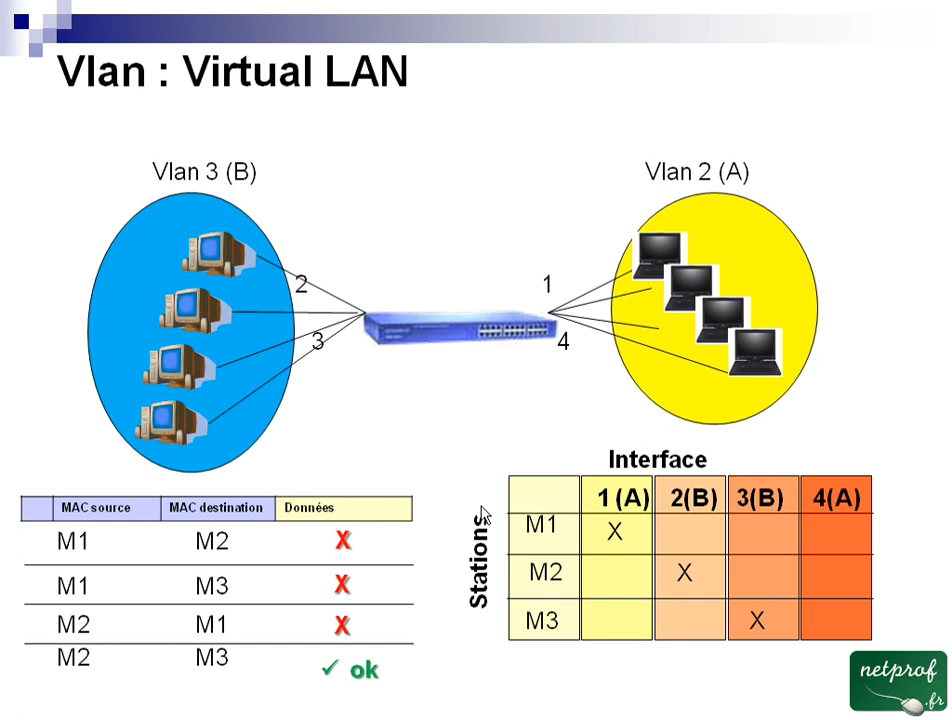 Vlan : Virtual LAN
Vlan 3 (B)
Vlan 2 (A)
2
1
3
4
Interface
1 (A) 2(B) 3(B) 4(A)
Stations
M1 X
M2 X
M3 X
MAC source MAC destination Données
M1 M2 X
M1 M3 X
M2 M1 X
M2 M3 ✓ ok
netprof
.fr